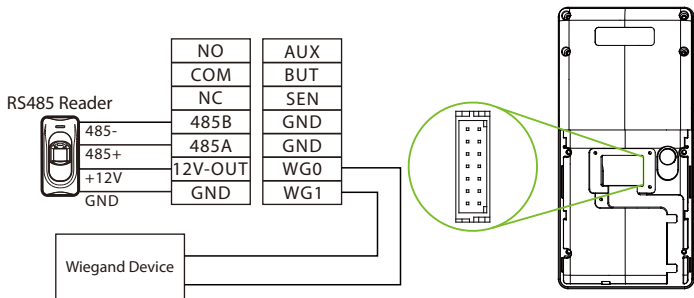 RS485 Reader
485-
485+
+12V
GND
NO
COM
NC
485B
485A
12V-OUT
GND
AUX
BUT
SEN
GND
GND
WG0
WG1
Wiegand Device